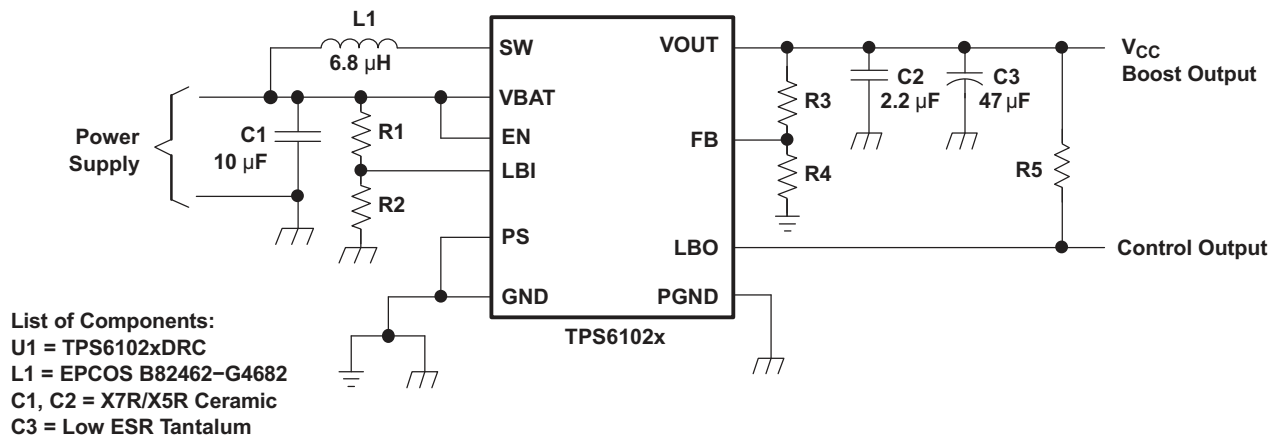 L1
6.8 µH
SW
VOUT
VCC
Boost Output
C2
2.2 µF
C3
47 µF
R3
VBAT
Power
Supply
C1
10 µF
R1
EN
FB
LBI
R4
R5
R2
PS
LBO
Control Output
GND
PGND
TPS6102x
List of Components:
U1 = TPS6102xDRC
L1 = EPCOS B82462−G4682
C1, C2 = X7R/X5R Ceramic
C3 = Low ESR Tantalum